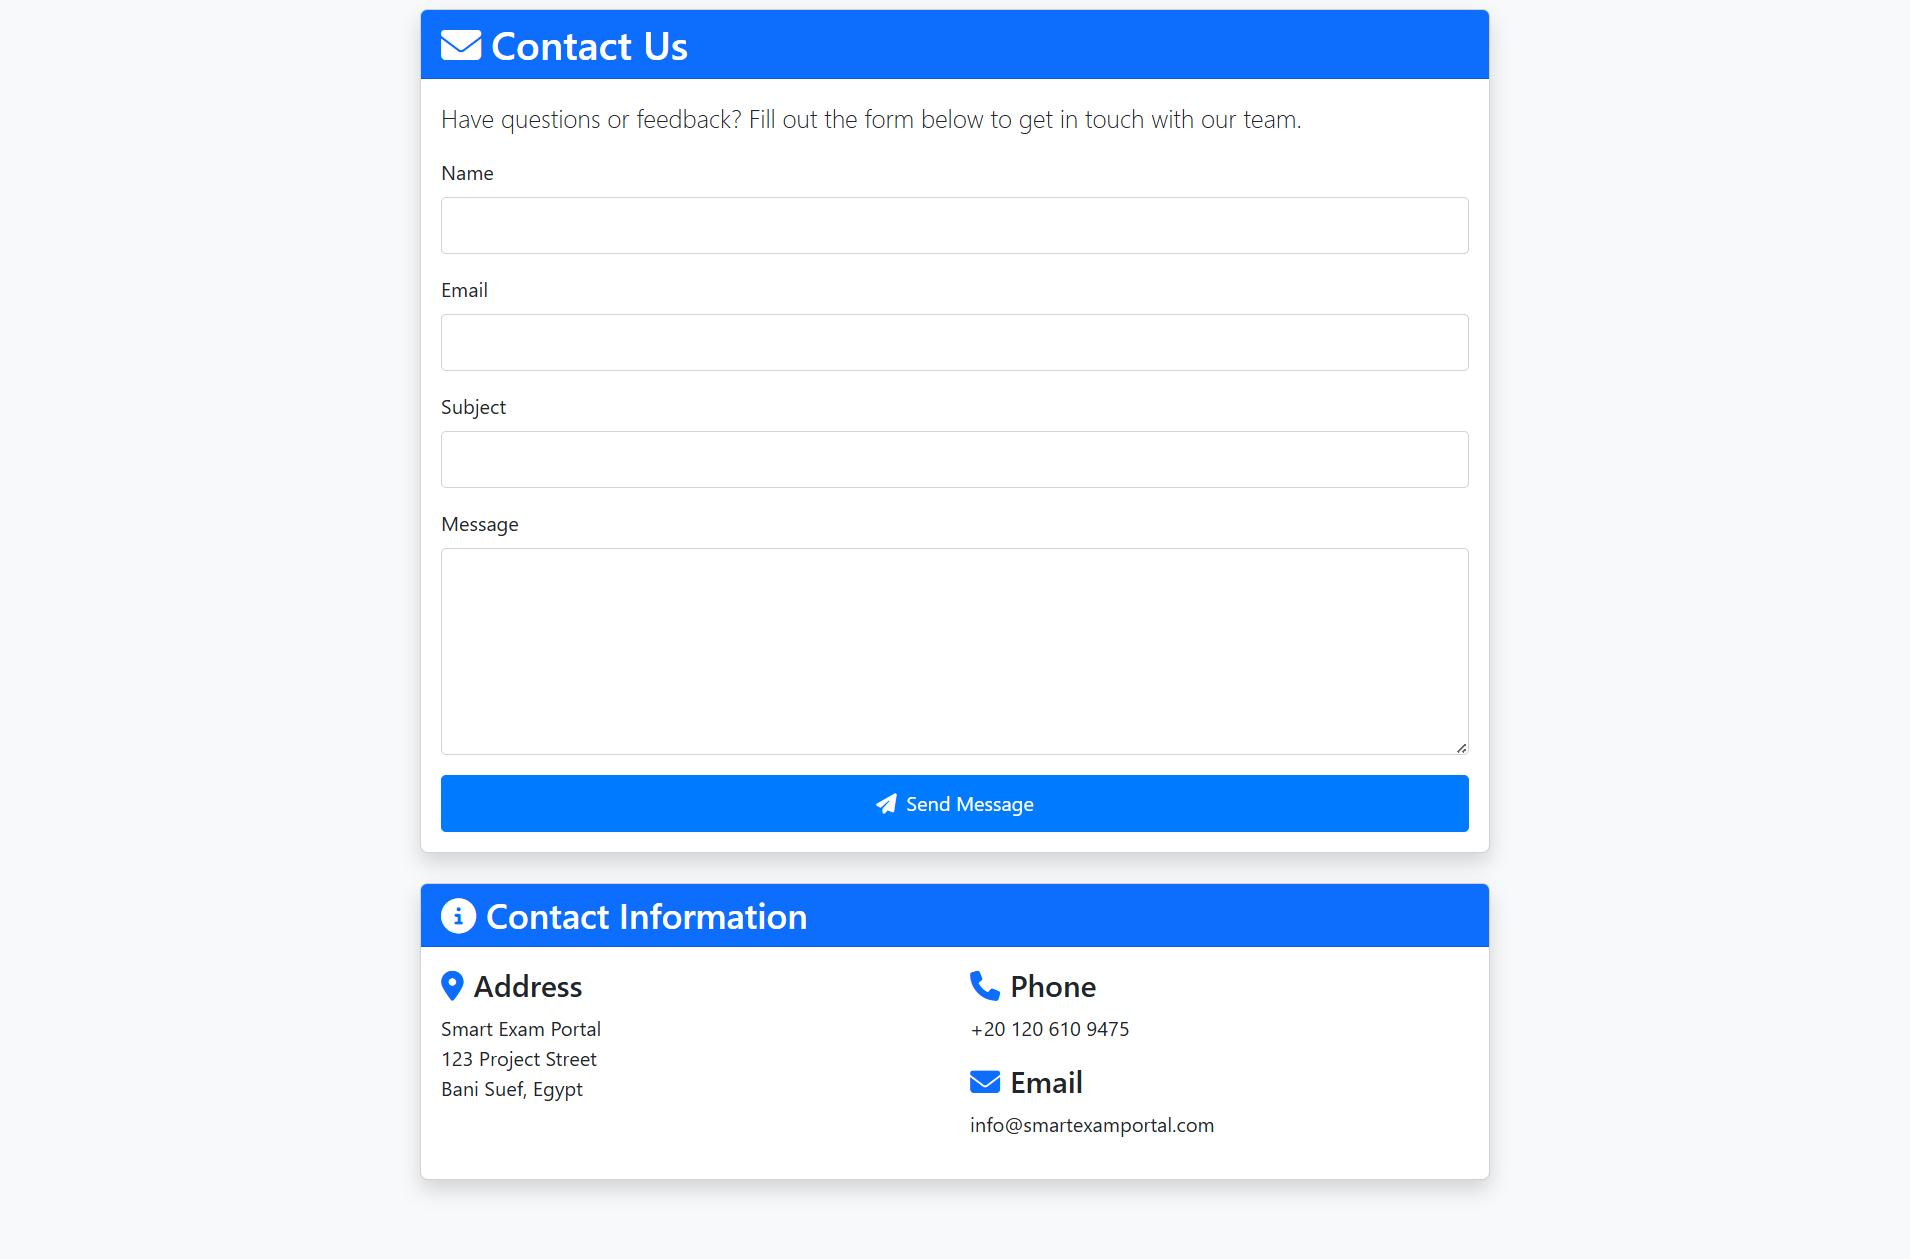 Contact Us
Have questions or feedback? Fill out the form below to get in touch with our team.
Name
Email
Subject
Message
Send Message
Contact Information
Address
Smart Exam Portal
123 Project Street
Bani Suef, Egypt
Phone
+20 120 610 9475
Email
info@smartexamportal.com